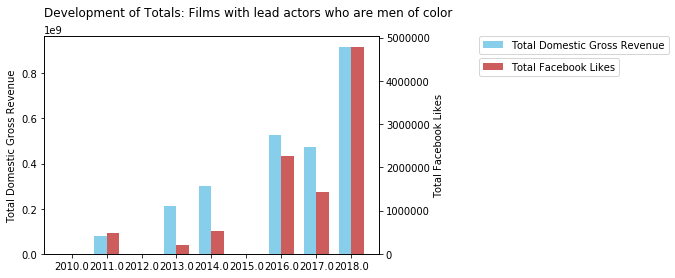 Development of Totals: Films with lead actors who are men of color
1e9
Total Domestic Gross Revenue
0.8
0.6
0.4
0.2
0.0
2010.0 2011.0 2012.0 2013.0 2014.0 2015.0 2016.0 2017.0 2018.0
5000000
4000000
3000000
2000000
1000000
0
Total Facebook Likes
Total Domestic Gross Revenue
Total Facebook Likes